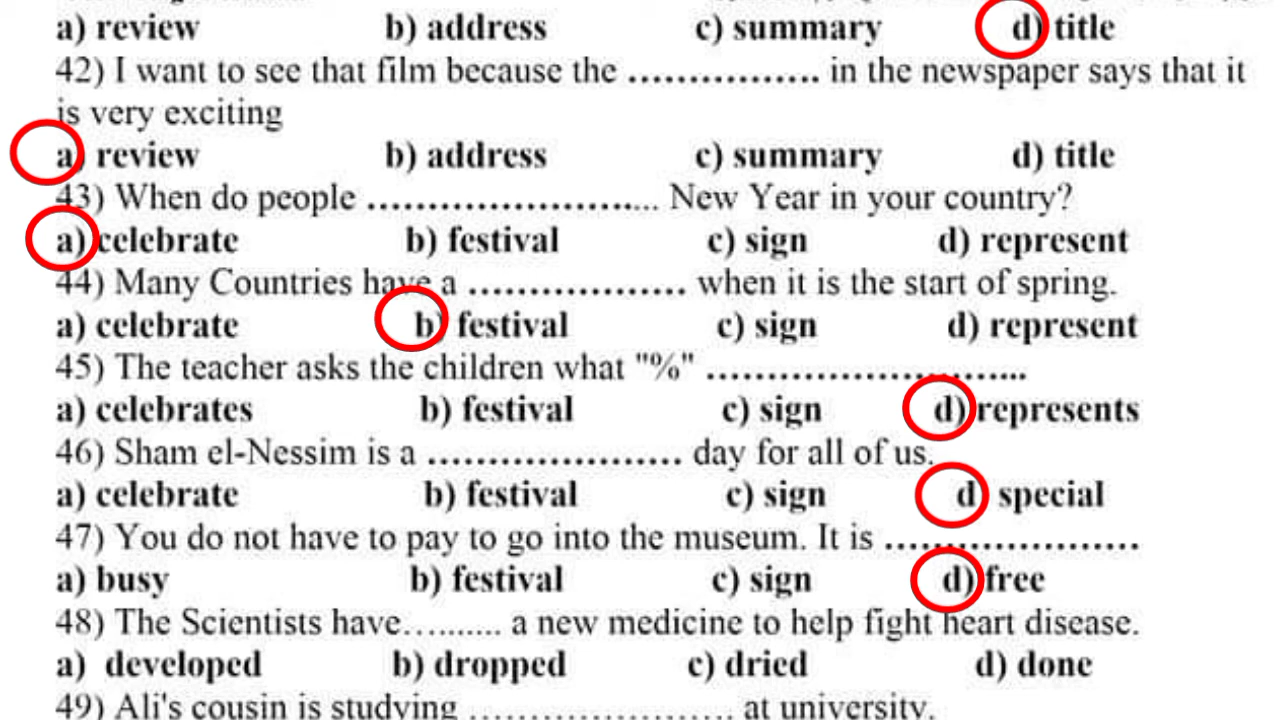 a) review b) address c) summary d) title
42) I want to see that film because the ................ in the newspaper says that it
is very exciting
a) review b) address c) summary d) title
43) When do people ........................ New Year in your country?
a) celebrate b) festival c) sign d) represent
44) Many Countries have a .................. when it is the start of spring.
a) celebrate b) festival c) sign d) represent
45) The teacher asks the children what "%" ...........................
a) celebrates b) festival c) sign d) represents
46) Sham el-Nessim is a ..................... day for all of us.
a) celebrate b) festival c) sign d) special
47) You do not have to pay to go into the museum. It is .....................
a) busy b) festival c) sign d) free
48) The Scientists have........... a new medicine to help fight heart disease.
a) developed b) dropped c) dried d) done
49) Ali's cousin is studying ...................... at university.